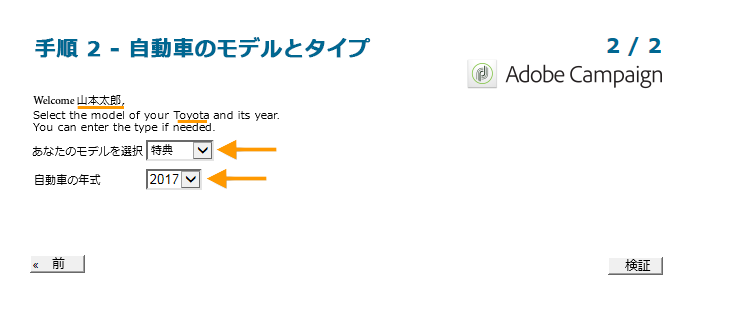 手順 2 - 自動車のモデルとタイプ
2 / 2
Adobe Campaign
Welcome 山本太郎,
Select the model of your Toyota and its year.
You can enter the type if needed.
あなたのモデルを選択 特典
自動車の年式 2017
« 前
検証